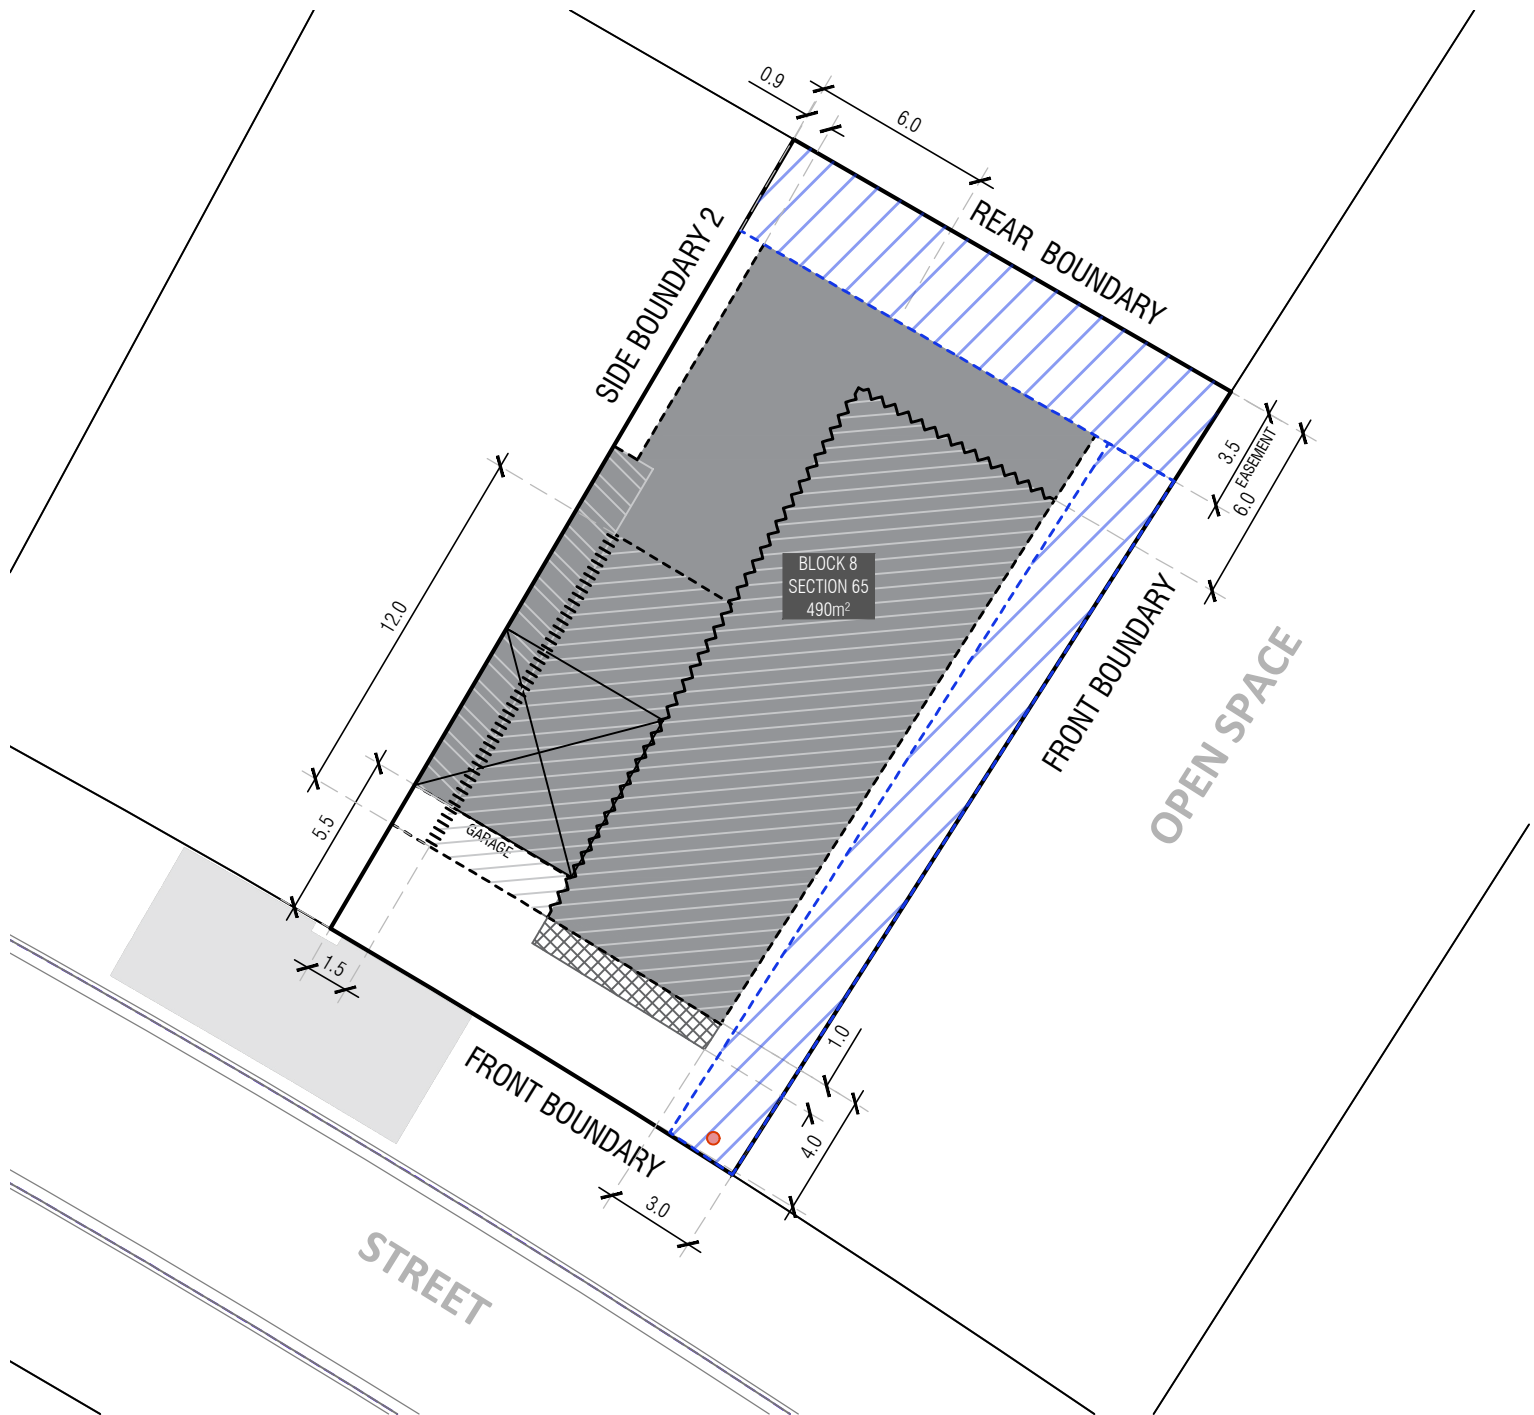 0.9
6.0
REAR BOUNDARY
SIDE BOUNDARY 2
3.5
EASEMENT
6.0
BLOCK 8
SECTION 65
490m²
12.0
FRONT BOUNDARY
OPEN SPACE
5.5
GARAGE
1.5
1.0
4.0
FRONT BOUNDARY
3.0
STREET